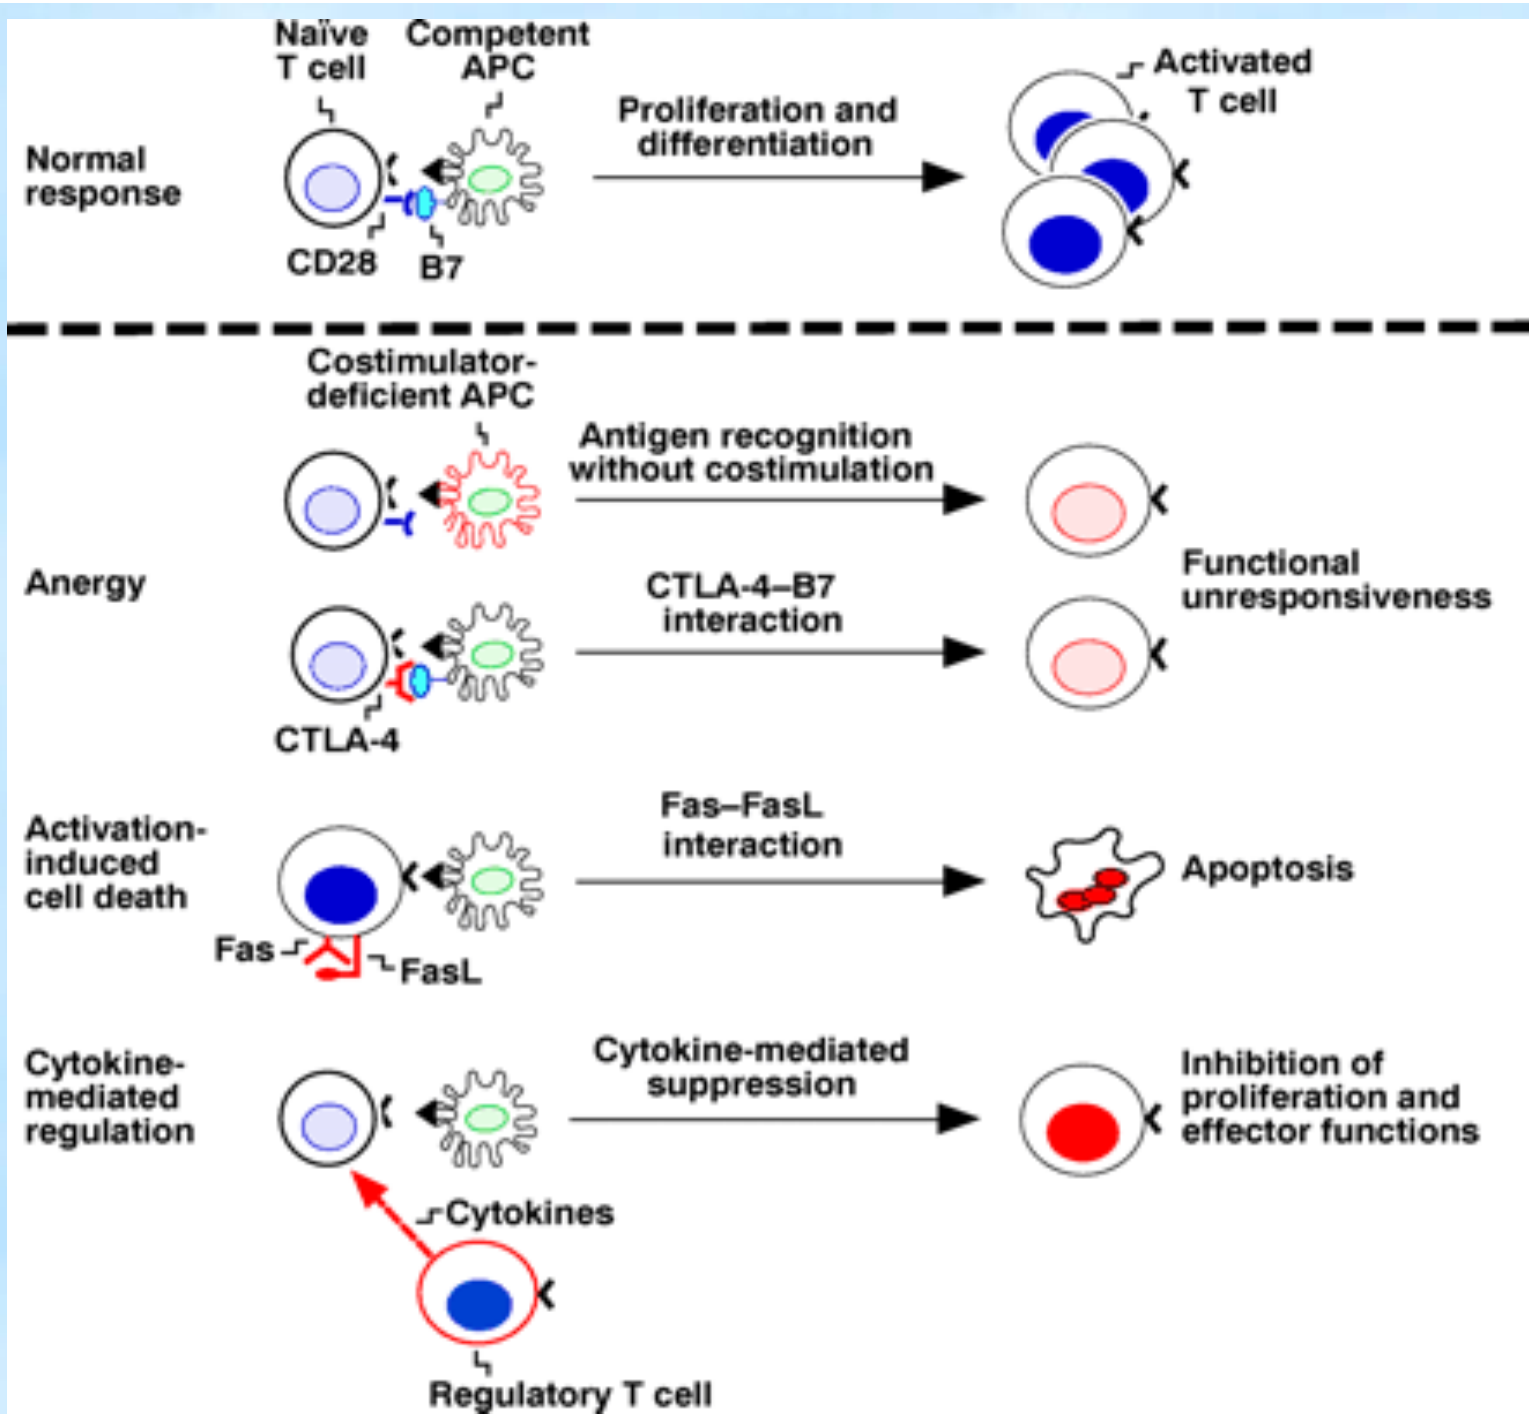 Naïve
T cell
Competent
APC
Normal
response
CD28
B7
Proliferation and
differentiation
Activated
T cell
Costimulator-
deficient APC
Antigen recognition
without costimulation
Anergy
CTLA-4–B7
interaction
CTLA-4
Functional
unresponsiveness
Activation-
induced
cell death
Fas
FasL
Fas–FasL
interaction
Apoptosis
Cytokine-
mediated
regulation
Cytokine-mediated
suppression
Inhibition of
proliferation and
effector functions
Cytokines
Regulatory T cell